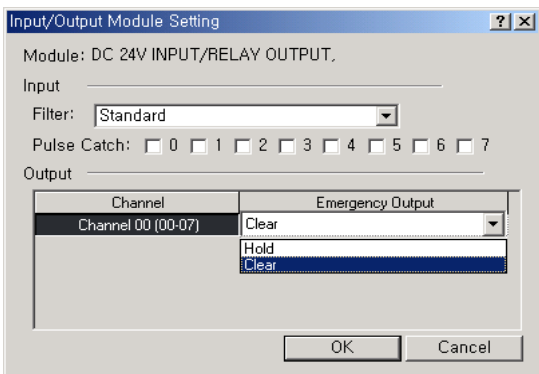 Input/Output Module Setting
Module: DC 24V INPUT/RELAY OUTPUT,
Input
Filter: Standard
Pulse Catch: 0 1 2 3 4 5 6 7
Output
Channel Emergency Output
Channel 00 (00-07) Clear
Hold
Clear
OK Cancel